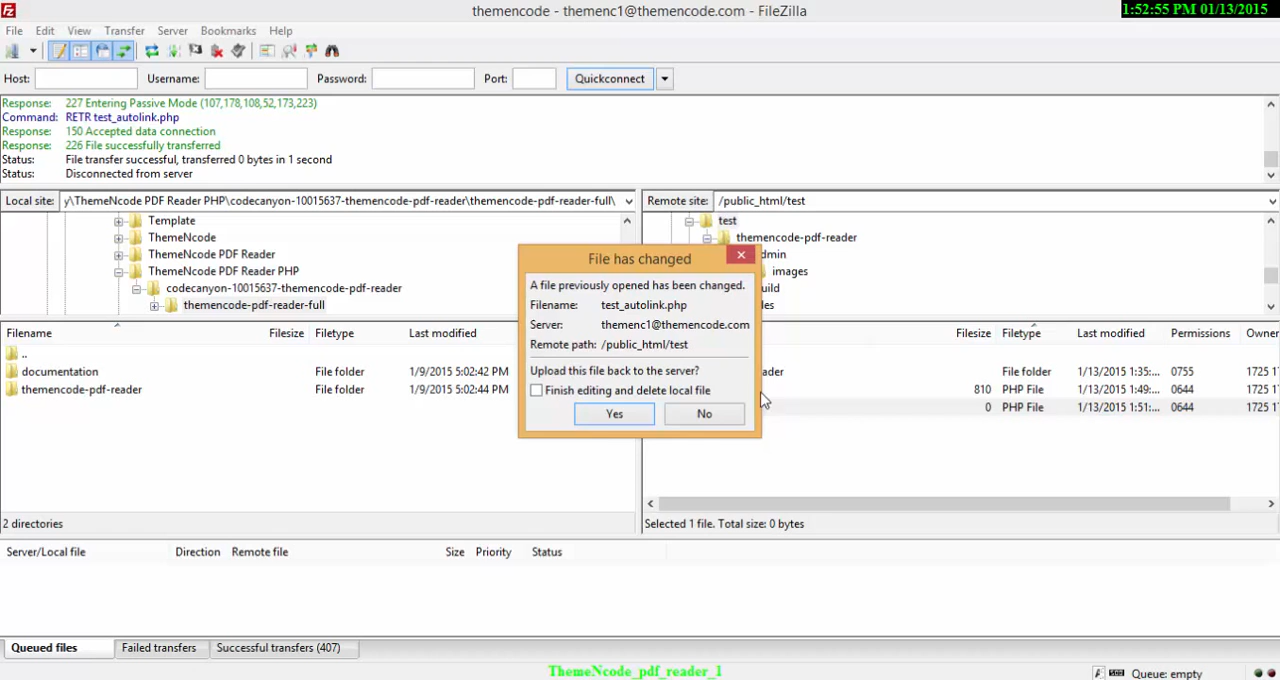 themencode - themenc1@themencode.com - FileZilla
1:52:55 PM 01/13/2015
File Edit View Transfer Server Bookmarks Help
Host: Username: Password: Port: Quickconnect
Response: 227 Entering Passive Mode (107,178,108,52,173,223)
Command: RETR test_autolink.php
Response: 150 Accepted data connection
Response: 226 File successfully transferred
Status: File transfer successful, transferred 0 bytes in 1 second
Status: Disconnected from server
Local site: y\ThemeNcode PDF Reader PHP\codecanyon-10015637-themencode-pdf-reader\themencode-pdf-reader-full\
Template
ThemeNcode
ThemeNcode PDF Reader
ThemeNcode PDF Reader PHP
codecanyon-10015637-themencode-pdf-reader
themencode-pdf-reader-full
Remote site: /public_html/test
test
themencode-pdf-reader
dmin
images
uild
les
Filename Filesize Filetype Last modified
..
documentation File folder 1/9/2015 5:02:42 PM
themencode-pdf-reader File folder 1/9/2015 5:02:44 PM
2 directories
Filesize Filetype Last modified Permissions Owner
ader File folder 1/13/2015 1:35:... 0755 1725 17
810 PHP File 1/13/2015 1:49:... 0644 1725 17
0 PHP File 1/13/2015 1:51:... 0644 1725 17
Selected 1 file. Total size: 0 bytes
File has changed
A file previously opened has been changed.
Filename: test_autolink.php
Server: themenc1@themencode.com
Remote path: /public_html/test
Upload this file back to the server?
Finish editing and delete local file
Yes No
Server/Local file Direction Remote file Size Priority Status
Queued files Failed transfers Successful transfers (407)
ThemeNcode_pdf_reader_1
Queue: empty